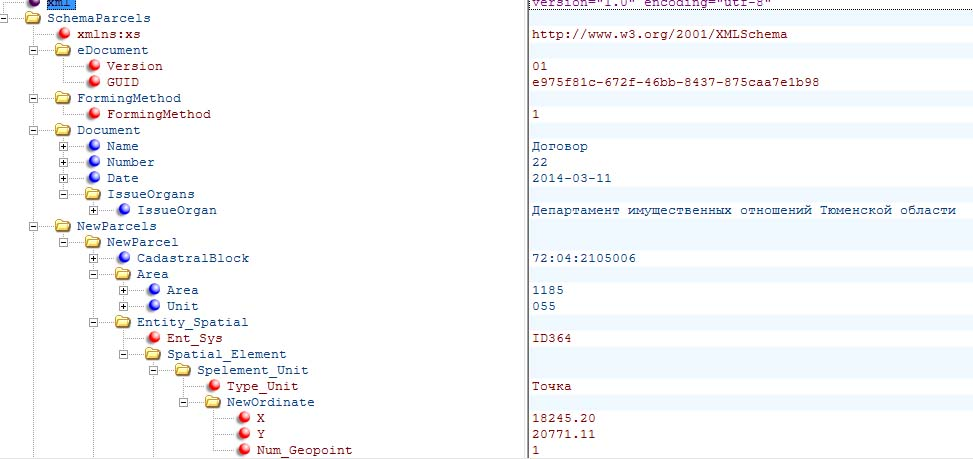 xml version="1.0" encoding="utf-8"
SchemaParcels
xmlns:xs http://www.w3.org/2001/XMLSchema
eDocument
Version 01
GUID e975f81c-672f-46bb-8437-875caa7e1b98
FormingMethod
FormingMethod 1
Document
Name Договор
Number 22
Date 2014-03-11
IssueOrgans
IssueOrgan Департамент имущественных отношений Тюменской области
NewParcels
NewParcel
CadastralBlock 72:04:2105006
Area
Area 1185
Unit 055
Entity_Spatial
Ent_Sys ID364
Spatial_Element
Spelement_Unit
Type_Unit Точка
NewOrdinate
X 18245.20
Y 20771.11
Num_Geopoint 1